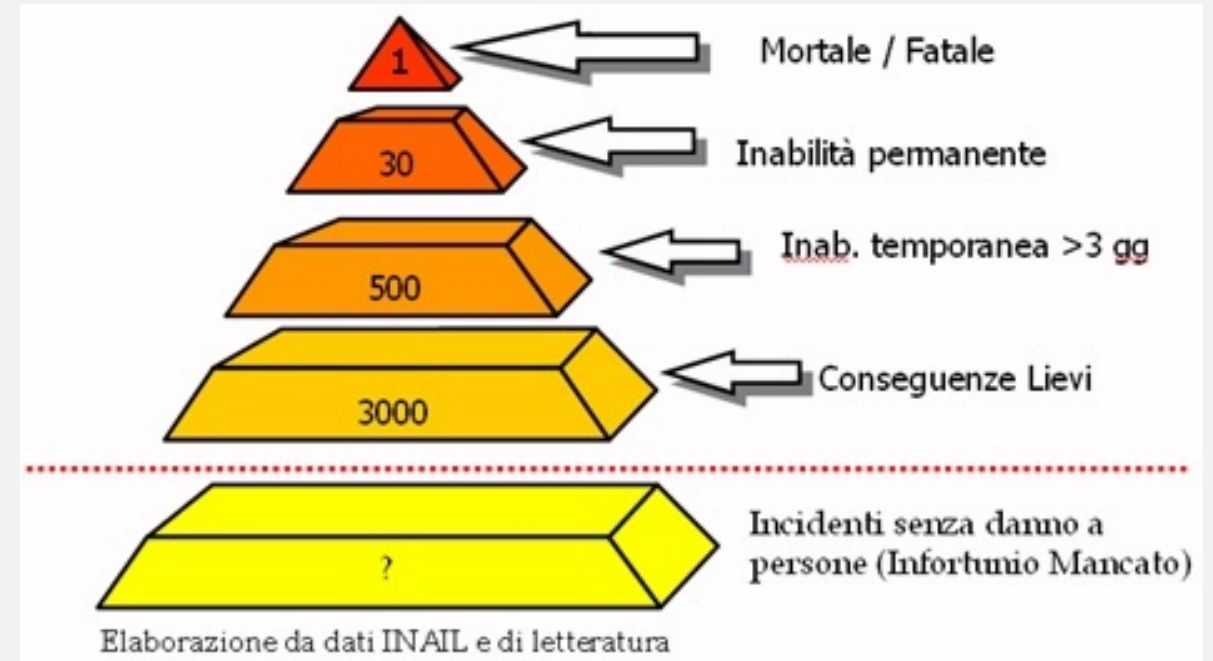 1
Mortale / Fatale
30
Inabilità permanente
500
Inab. temporanea >3 gg
3000
Conseguenze Lievi
?
Incidenti senza danno a
persone (Infortunio Mancato)
Elaborazione da dati INAIL e di letteratura